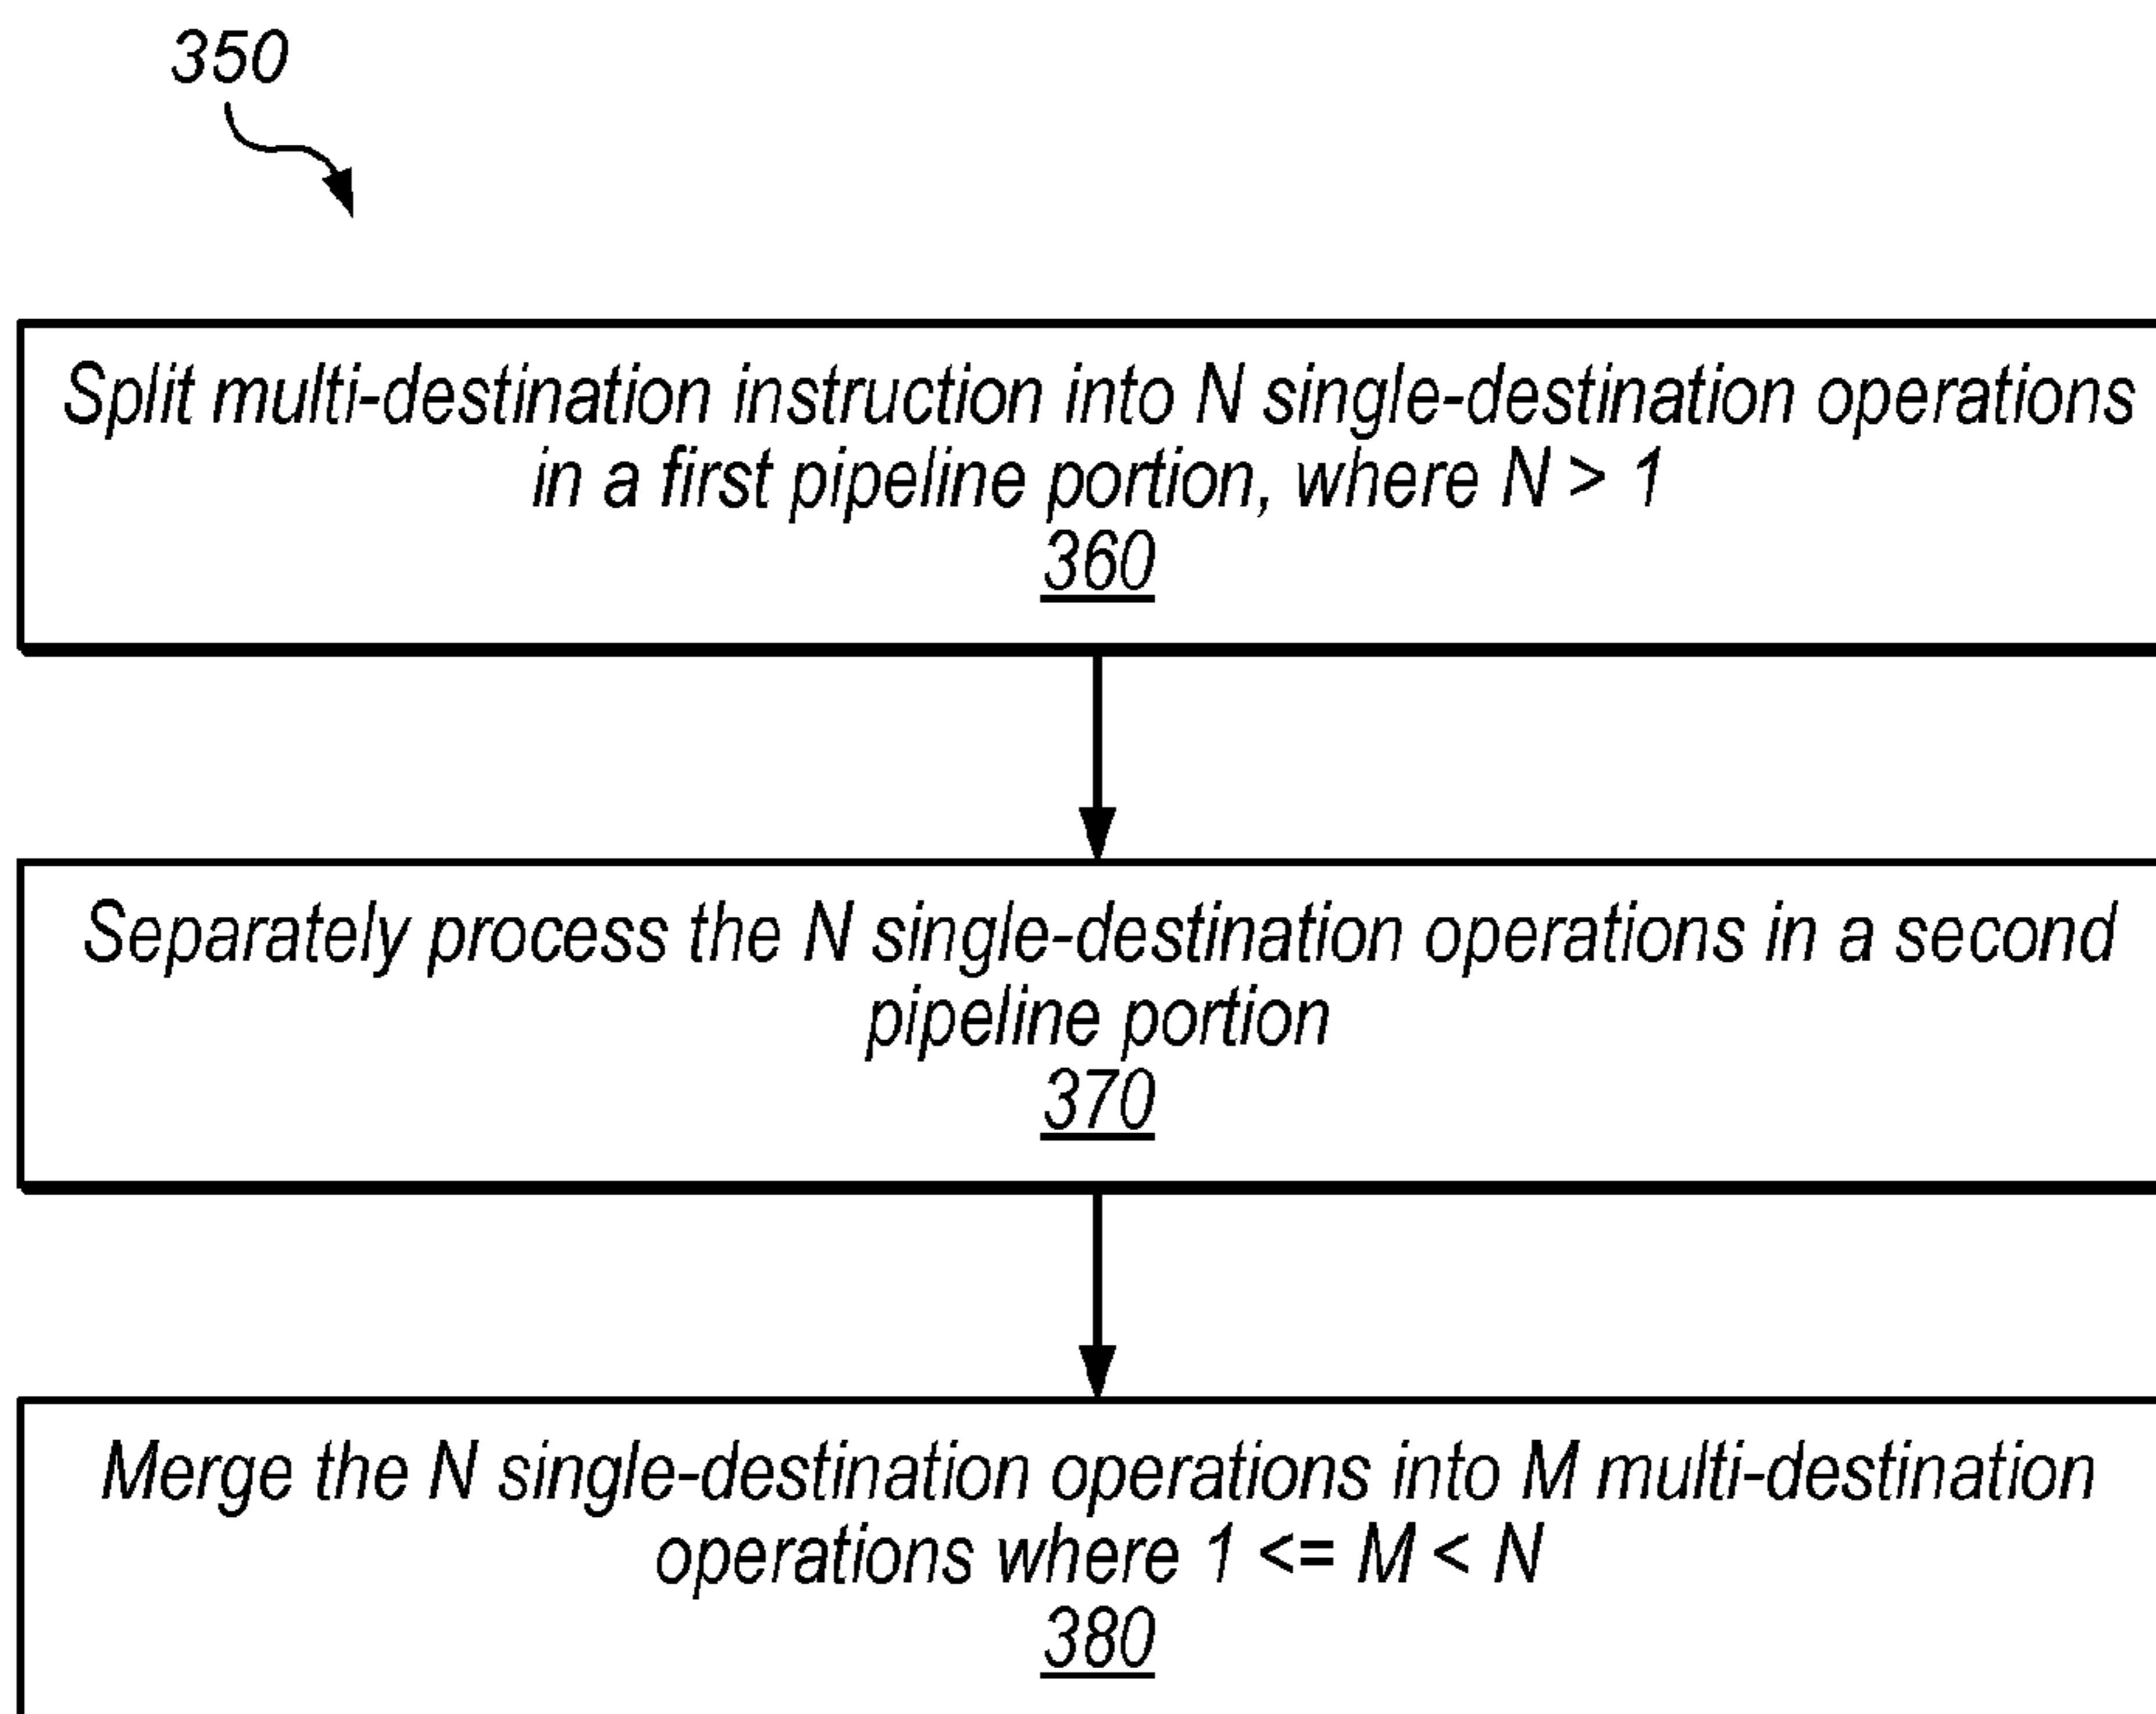 350
Split multi-destination instruction into N single-destination operations
in a first pipeline portion, where N > 1
360
Separately process the N single-destination operations in a second
pipeline portion
370
Merge the N single-destination operations into M multi-destination
operations where 1 <= M < N
380